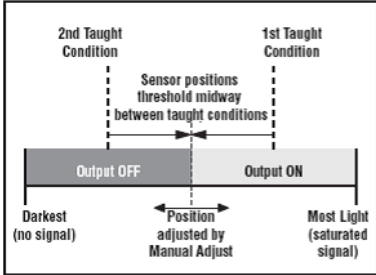 2nd Taught
Condition
1st Taught
Condition
Sensor positions
threshold midway
between taught conditions
Output OFF
Output ON
Darkest
(no signal)
Position
adjusted by
Manual Adjust
Most Light
(saturated
signal)